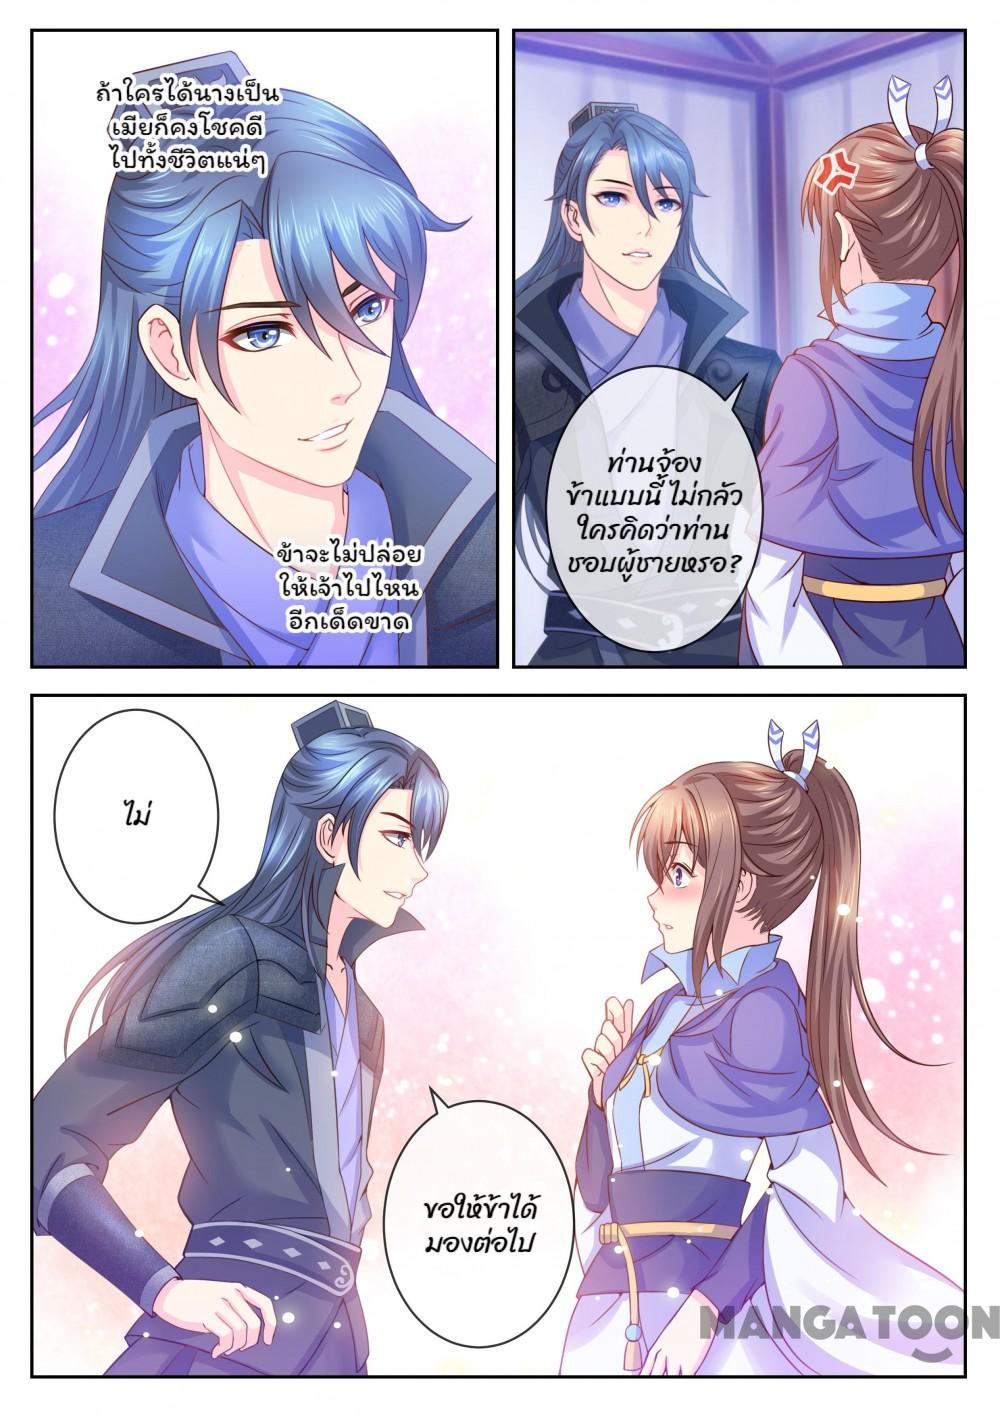 ถ้าใครได้นางเป็น
เมียก็คงโชคดี
ไปทั้งชีวิตแน่ๆ
ข้าจะไม่ปล่อย
ให้เจ้าไปไหน
อีกเด็ดขาด
ท่านจ้อง
ข้าแบบนี้ ไม่กลัว
ใครคิดว่าท่าน
ชอบผู้ชายหรอ?
ไม่
ขอให้ข้าได้
มองต่อไป
MANGATOON